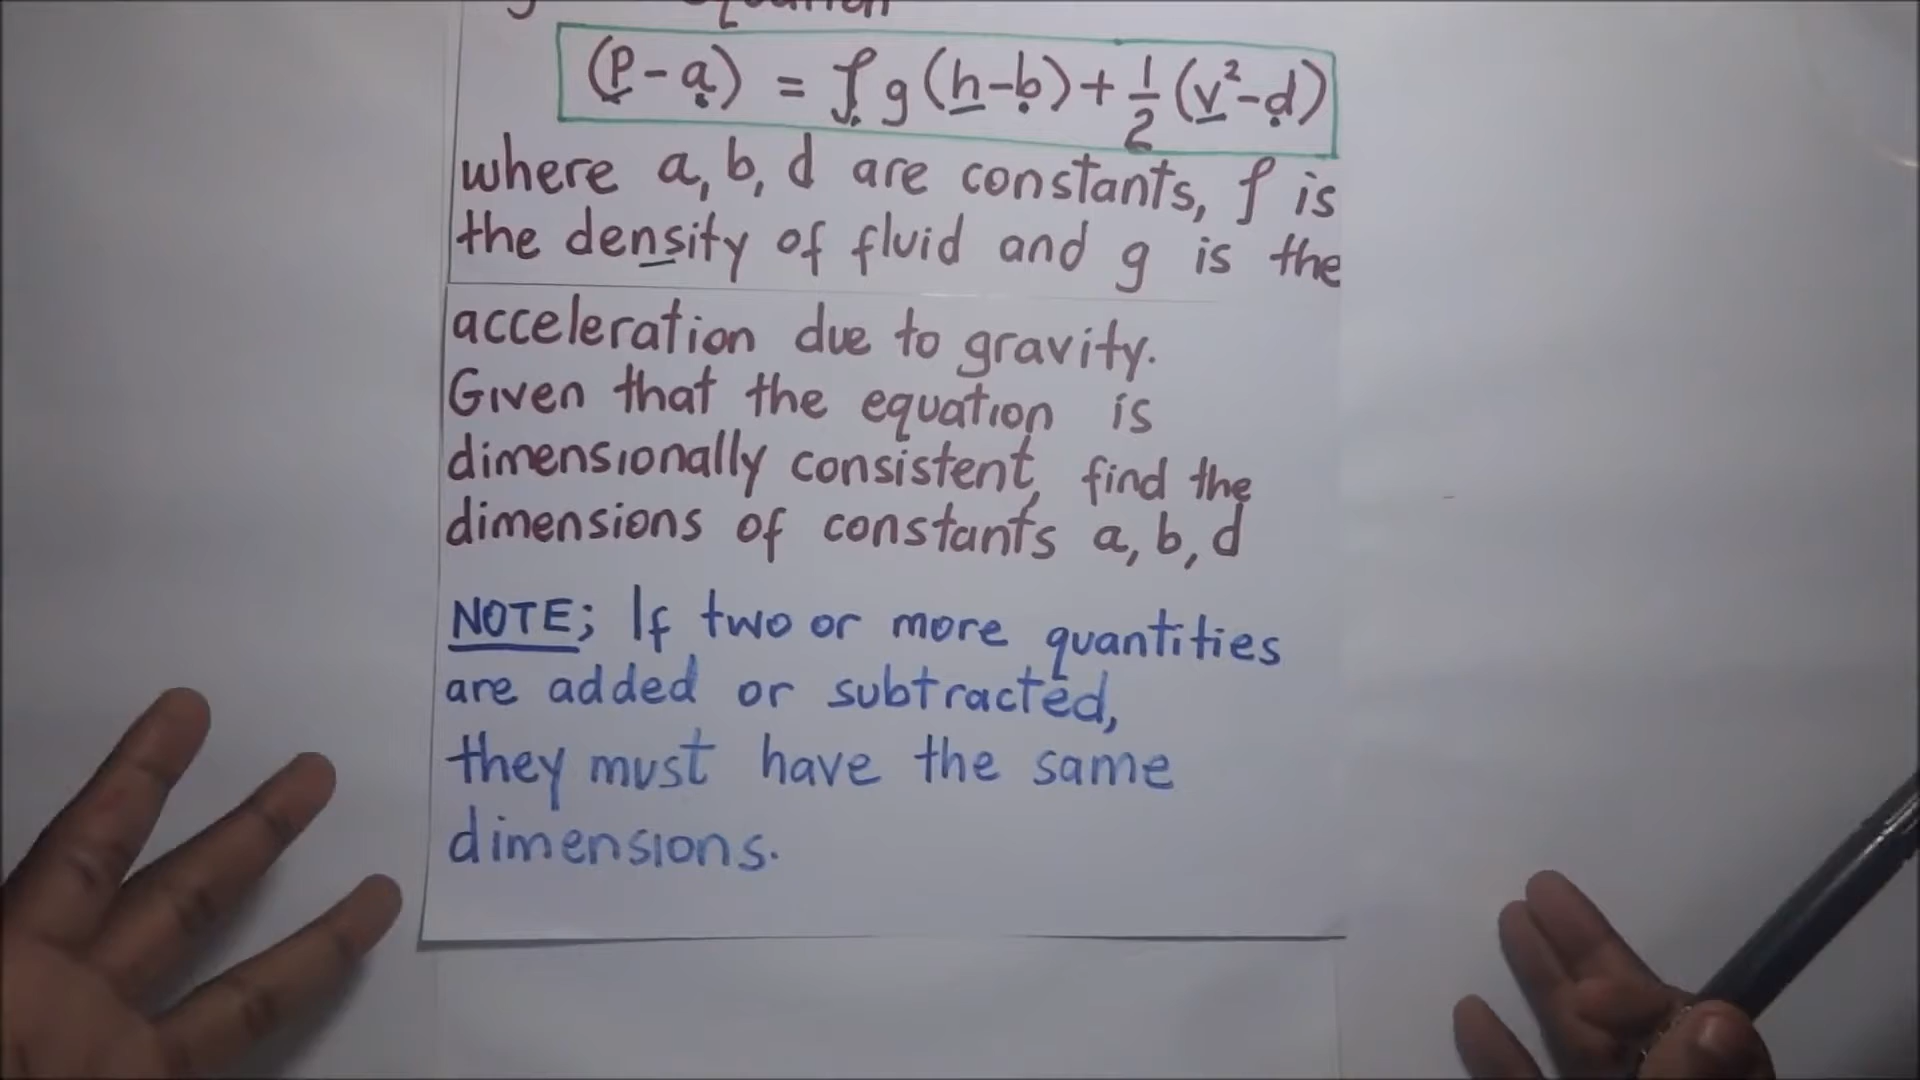 equation
(P-a) = ρg(h-b)+½(v²-d)
where a, b, d are constants, ρ is
the density of fluid and g is the
acceleration due to gravity.
Given that the equation is
dimensionally consistent, find the
dimensions of constants a, b, d
NOTE; If two or more quantities
are added or subtracted,
they must have the same
dimensions.